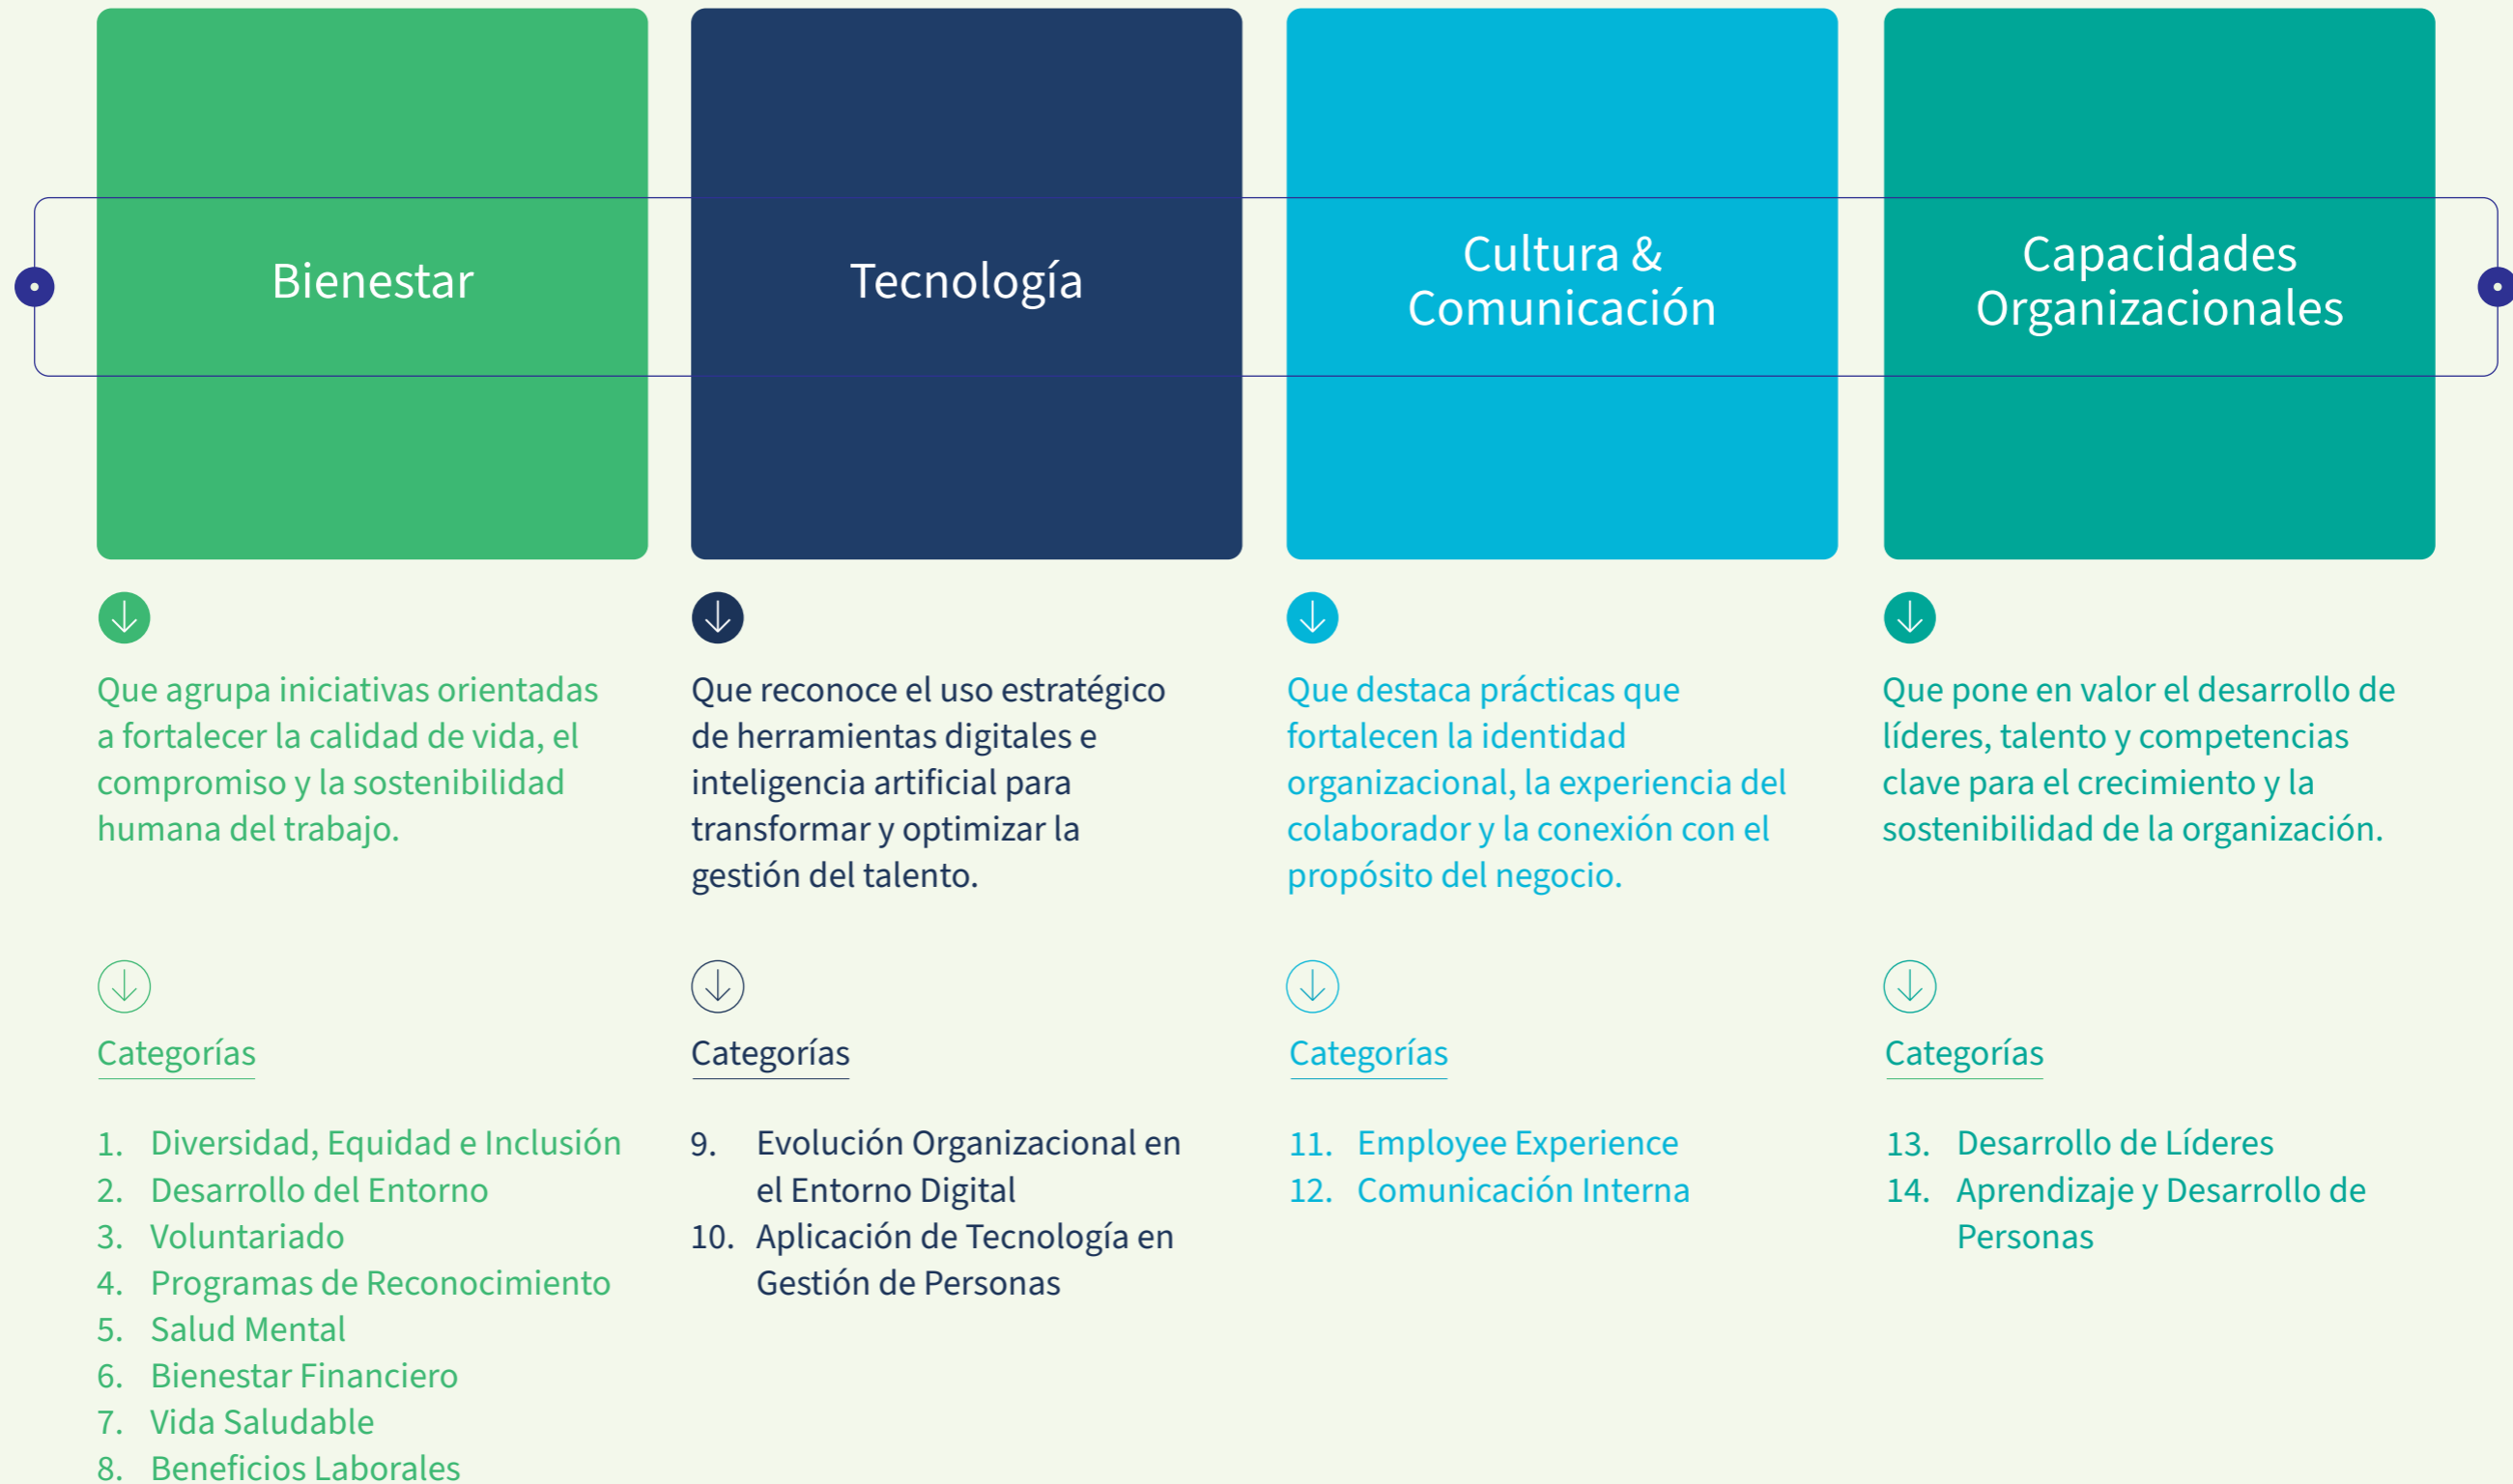 Bienestar
Tecnología
Cultura &
Comunicación
Capacidades
Organizacionales
Que agrupa iniciativas orientadas
a fortalecer la calidad de vida, el
compromiso y la sostenibilidad
humana del trabajo.
Que reconoce el uso estratégico
de herramientas digitales e
inteligencia artificial para
transformar y optimizar la
gestión del talento.
Que destaca prácticas que
fortalecen la identidad
organizacional, la experiencia del
colaborador y la conexión con el
propósito del negocio.
Que pone en valor el desarrollo de
líderes, talento y competencias
clave para el crecimiento y la
sostenibilidad de la organización.
Categorías
1. Diversidad, Equidad e Inclusión
2. Desarrollo del Entorno
3. Voluntariado
4. Programas de Reconocimiento
5. Salud Mental
6. Bienestar Financiero
7. Vida Saludable
8. Beneficios Laborales
Categorías
9. Evolución Organizacional en
el Entorno Digital
10. Aplicación de Tecnología en
Gestión de Personas
Categorías
11. Employee Experience
12. Comunicación Interna
Categorías
13. Desarrollo de Líderes
14. Aprendizaje y Desarrollo de
Personas